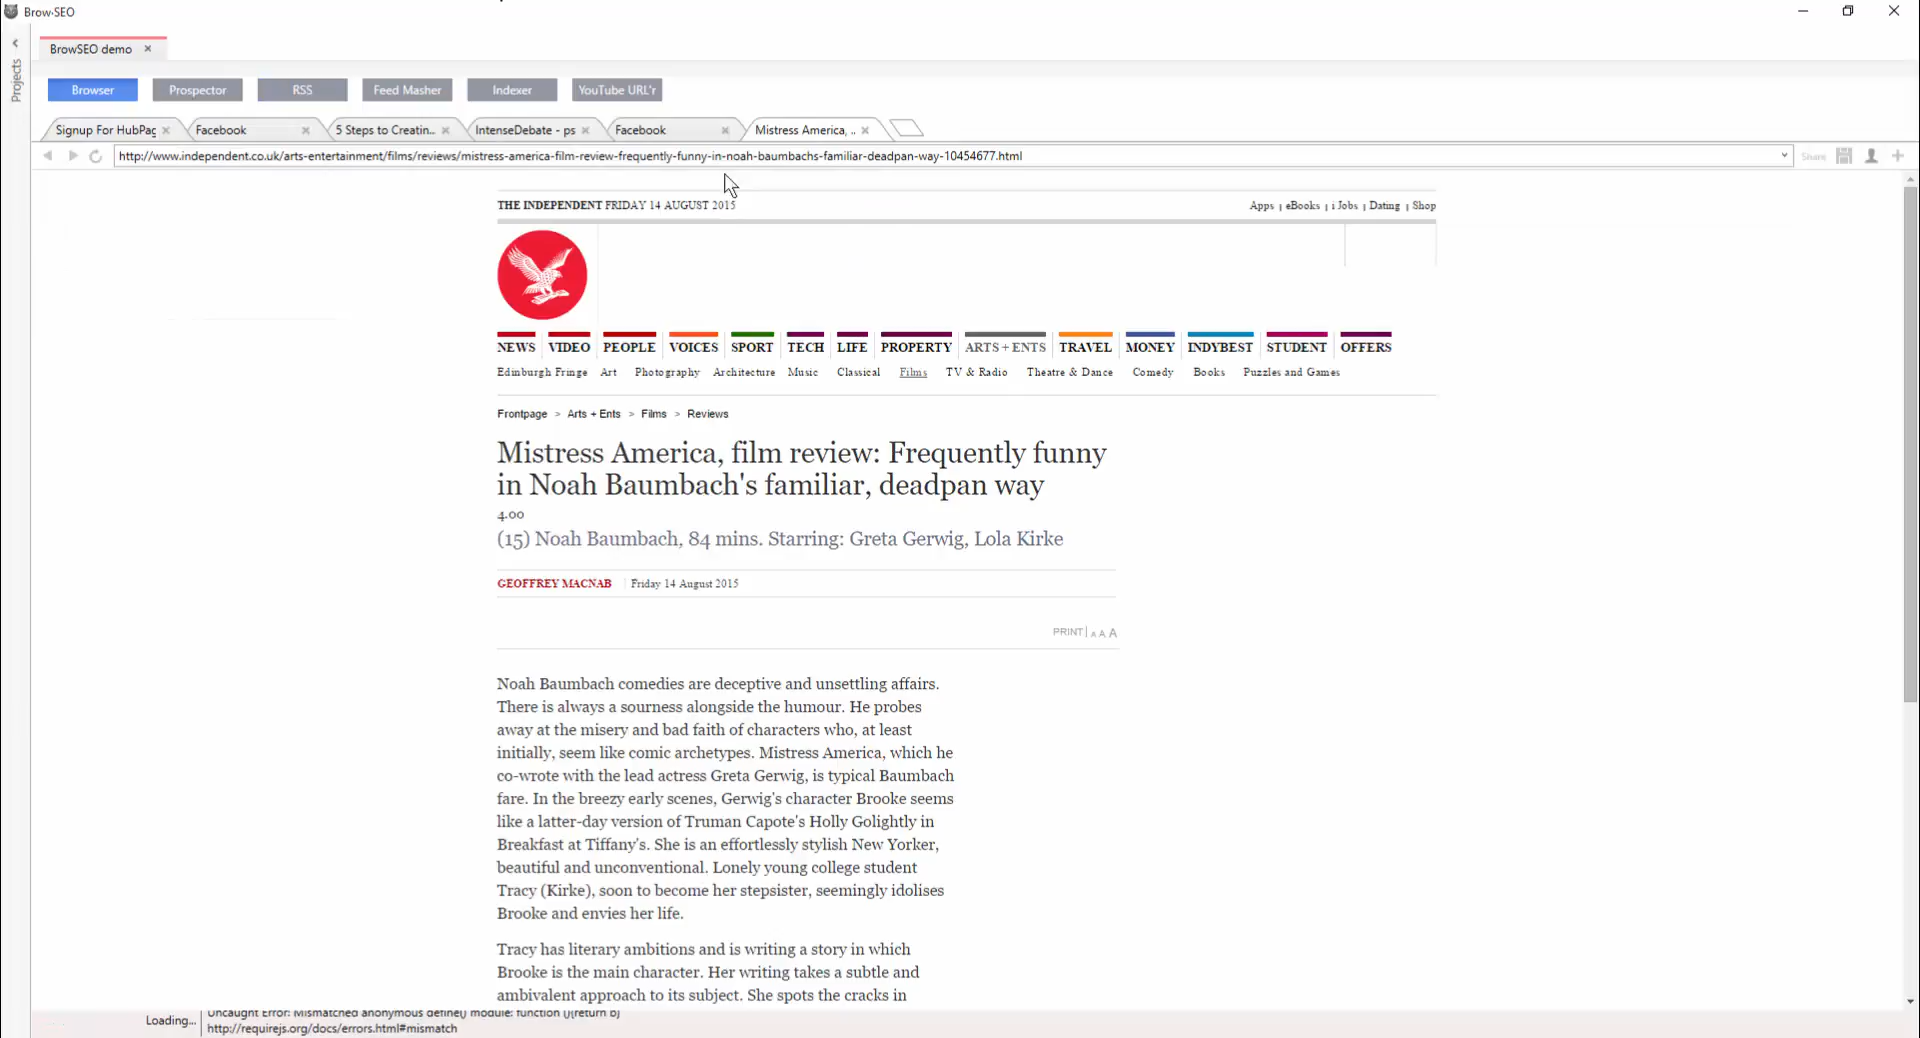 Brow·SEO
Projects
BrowSEO demo
Browser Prospector RSS Feed Masher Indexer YouTube URL'r
Signup For HubPag Facebook 5 Steps to Creatin... IntenseDebate - ps Facebook Mistress America, ..
http://www.independent.co.uk/arts-entertainment/films/reviews/mistress-america-film-review-frequently-funny-in-noah-baumbachs-familiar-deadpan-way-10454677.html Share
THE INDEPENDENT FRIDAY 14 AUGUST 2015 Apps | eBooks | i Jobs | Dating | Shop
NEWS VIDEO PEOPLE VOICES SPORT TECH LIFE PROPERTY ARTS + ENTS TRAVEL MONEY INDYBEST STUDENT OFFERS
Edinburgh Fringe Art Photography Architecture Music Classical Films TV & Radio Theatre & Dance Comedy Books Puzzles and Games
Frontpage > Arts + Ents > Films > Reviews
Mistress America, film review: Frequently funny
in Noah Baumbach's familiar, deadpan way
4.00
(15) Noah Baumbach, 84 mins. Starring: Greta Gerwig, Lola Kirke
GEOFFREY MACNAB Friday 14 August 2015
PRINT | A A A
Noah Baumbach comedies are deceptive and unsettling affairs.
There is always a sourness alongside the humour. He probes
away at the misery and bad faith of characters who, at least
initially, seem like comic archetypes. Mistress America, which he
co-wrote with the lead actress Greta Gerwig, is typical Baumbach
fare. In the breezy early scenes, Gerwig's character Brooke seems
like a latter-day version of Truman Capote's Holly Golightly in
Breakfast at Tiffany's. She is an effortlessly stylish New Yorker,
beautiful and unconventional. Lonely young college student
Tracy (Kirke), soon to become her stepsister, seemingly idolises
Brooke and envies her life.
Tracy has literary ambitions and is writing a story in which
Brooke is the main character. Her writing takes a subtle and
ambivalent approach to its subject. She spots the cracks in
Loading...
Uncaught Error: Mismatched anonymous define() module: function (){return b}
http://requirejs.org/docs/errors.html#mismatch